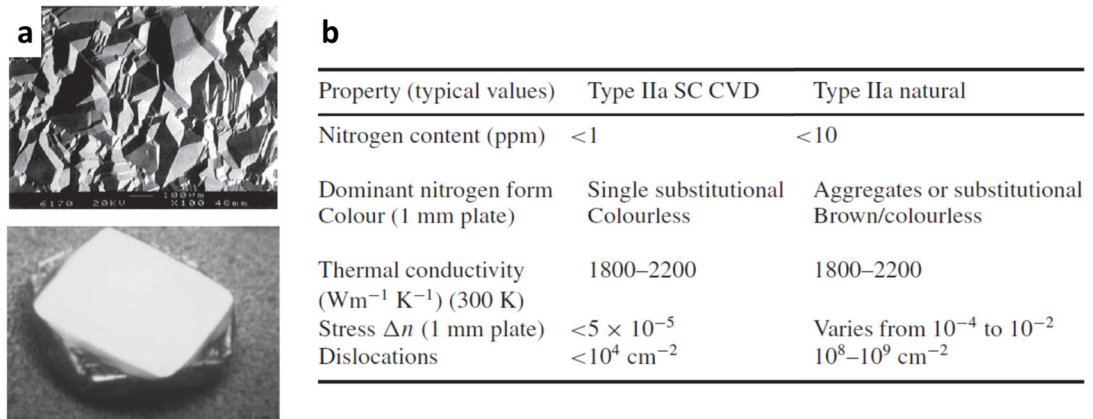 a
6170 20KV 100µm X100 48mm
b
Property (typical values) Type IIa SC CVD Type IIa natural
Nitrogen content (ppm) <1 <10
Dominant nitrogen form Single substitutional Aggregates or substitutional
Colour (1 mm plate) Colourless Brown/colourless
Thermal conductivity 1800–2200 1800–2200
(Wm⁻¹ K⁻¹) (300 K)
Stress Δn (1 mm plate) <5 × 10⁻⁵ Varies from 10⁻⁴ to 10⁻²
Dislocations <10⁴ cm⁻² 10⁸–10⁹ cm⁻²